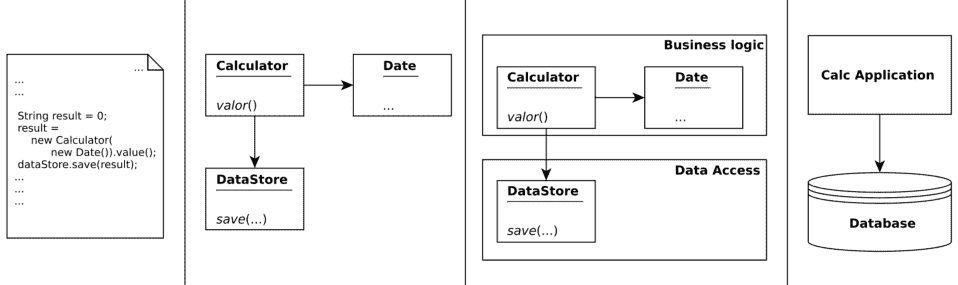 ...
...
...
String result = 0;
result =
new Calculator(
new Date()).value();
dataStore.save(result);
...
...
...
Calculator
valor()
Date
...
DataStore
save(...)
Business logic
Calculator
valor()
Date
...
Data Access
DataStore
save(...)
Calc Application
Database